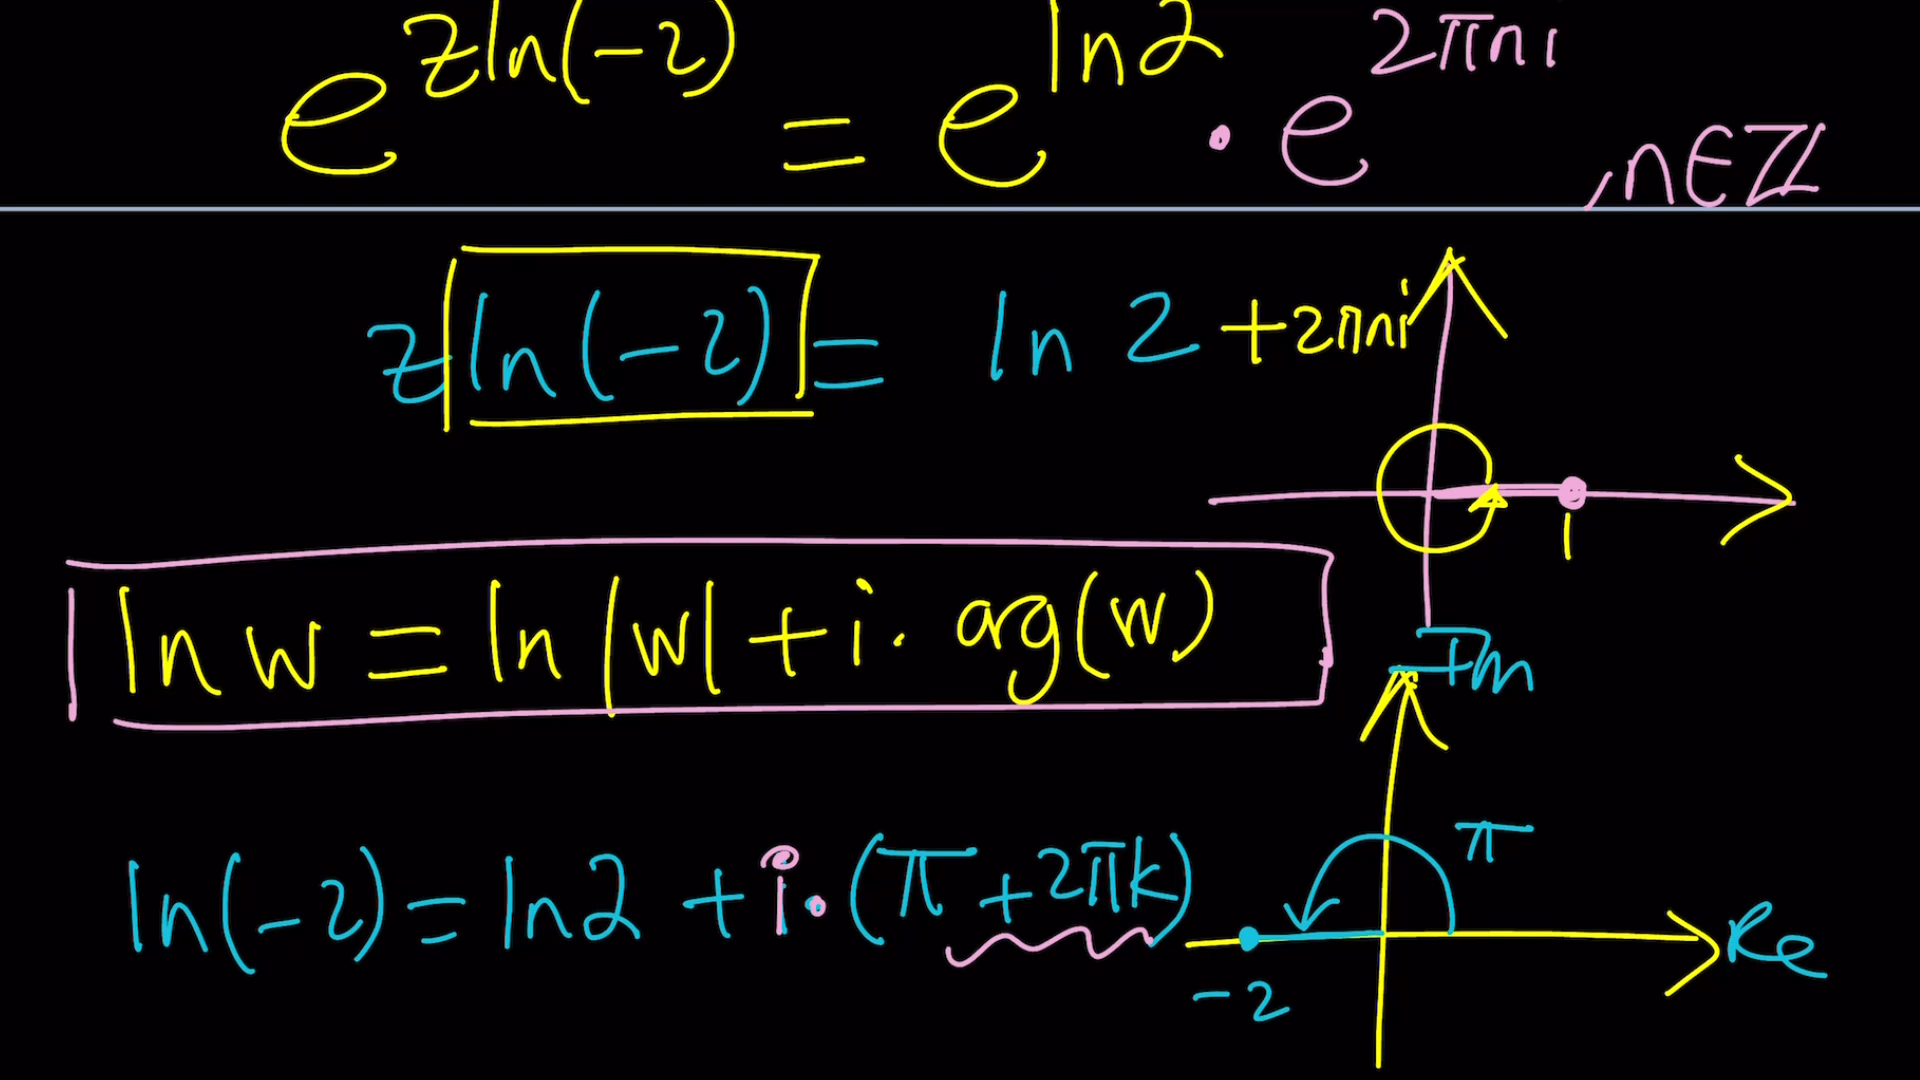 e^{z ln(-2)} = e^{ln 2} · e^{2πni} , n∈ℤ
z ln(-2) = ln 2 + 2πni
1
ln w = ln |w| + i · arg(w)
Im
π
ln(-2) = ln 2 + i · (π + 2πk)
Re
-2